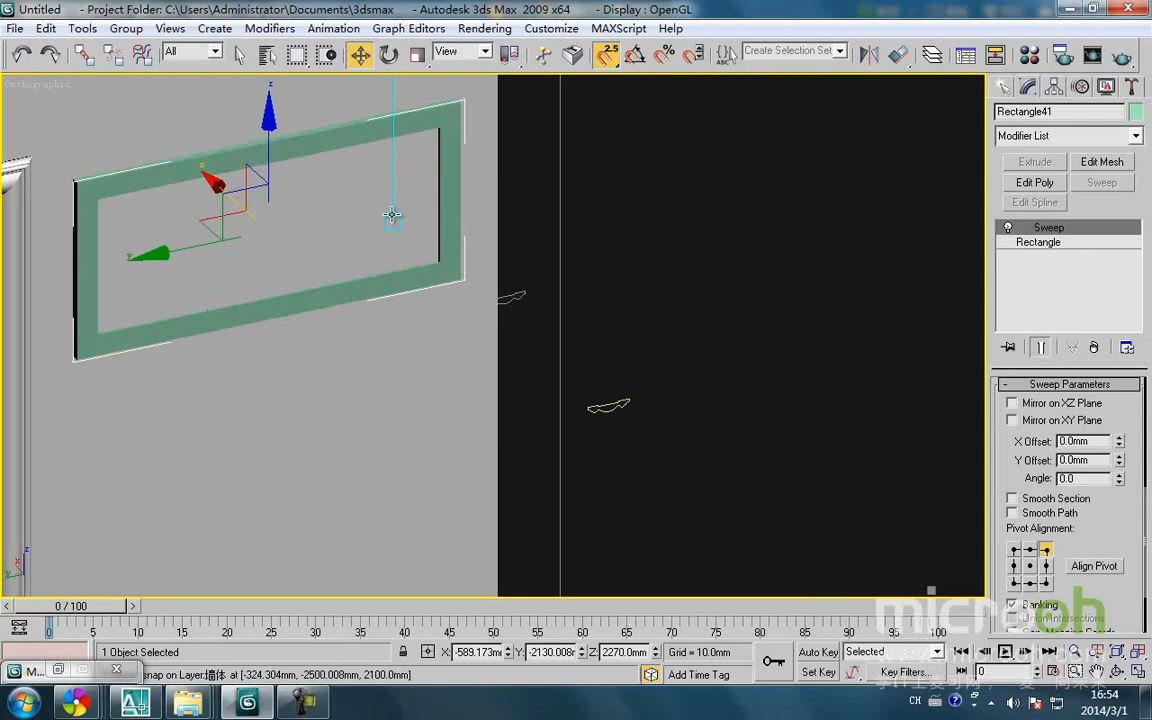 Untitled - Project Folder: C:\Users\Administrator\Documents\3dsmax - Autodesk 3ds Max 2009 x64 - Display : OpenGL
File Edit Tools Group Views Create Modifiers Animation Graph Editors Rendering Customize MAXScript Help
All View 2.5 Create Selection Set
Orthographic
z
x
y
Rectangle41
Modifier List
Extrude Edit Mesh
Edit Poly Sweep
Edit Spline
Sweep
Rectangle
- Sweep Parameters
Mirror on XZ Plane
Mirror on XY Plane
X Offset: 0.0mm
Y Offset: 0.0mm
Angle: 0.0
Smooth Section
Smooth Path
Pivot Alignment:
Align Pivot
Banking
Union Intersections
z
y
< 0 / 100 >
0 5 10 15 20 25 30 35 40 45 50 55 60 65 70 75 80 85 90 95 100
1 Object Selected X: -589.173m Y: -2130.008r Z: 2270.0mm Grid = 10.0mm Auto Key Selected
M... snap on Layer:墙体 at [-324.304mm, -2500.008mm, 2100.0mm] Add Time Tag Set Key Key Filters... 0
CH 16:54
2014/3/1